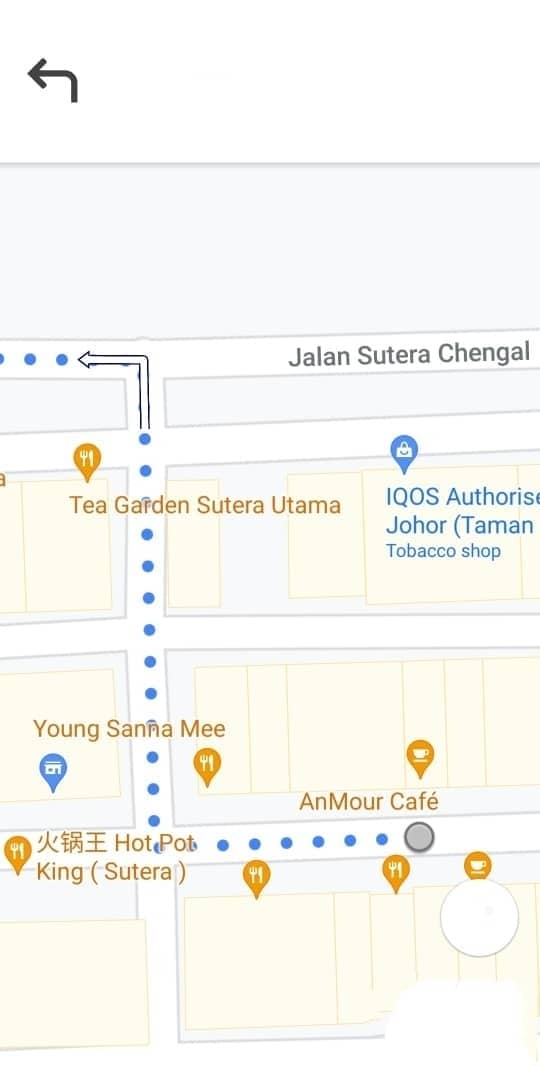 Jalan Sutera Chengal
Tea Garden Sutera Utama
IQOS Authorise
Johor (Taman
Tobacco shop
Young Sanna Mee
AnMour Café
火锅王 Hot Pot
King ( Sutera )